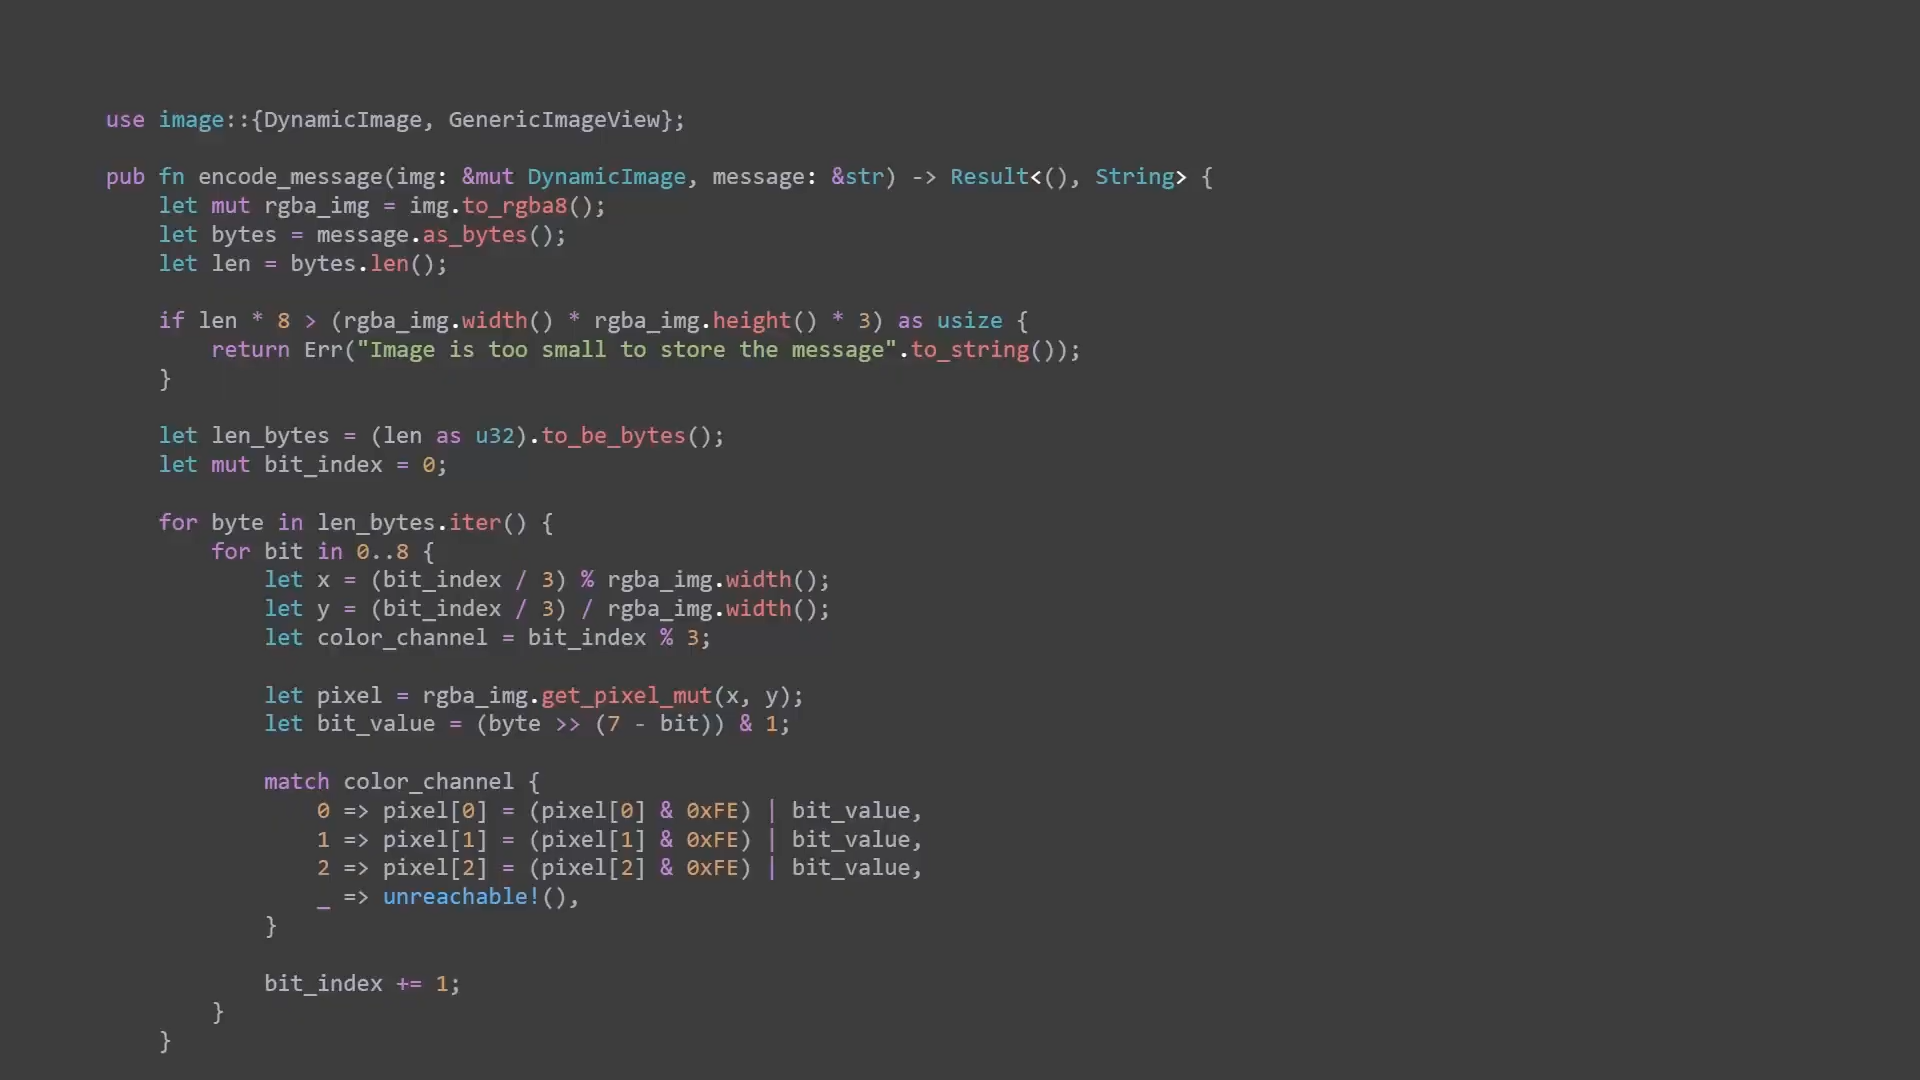 use image::{DynamicImage, GenericImageView};
pub fn encode_message(img: &mut DynamicImage, message: &str) -> Result<(), String> {
    let mut rgba_img = img.to_rgba8();
    let bytes = message.as_bytes();
    let len = bytes.len();
    if len * 8 > (rgba_img.width() * rgba_img.height() * 3) as usize {
        return Err("Image is too small to store the message".to_string());
    }
    let len_bytes = (len as u32).to_be_bytes();
    let mut bit_index = 0;
    for byte in len_bytes.iter() {
        for bit in 0..8 {
            let x = (bit_index / 3) % rgba_img.width();
            let y = (bit_index / 3) / rgba_img.width();
            let color_channel = bit_index % 3;
            let pixel = rgba_img.get_pixel_mut(x, y);
            let bit_value = (byte >> (7 - bit)) & 1;
            match color_channel {
                0 => pixel[0] = (pixel[0] & 0xFE) | bit_value,
                1 => pixel[1] = (pixel[1] & 0xFE) | bit_value,
                2 => pixel[2] = (pixel[2] & 0xFE) | bit_value,
                _ => unreachable!(),
            }
            bit_index += 1;
        }
    }